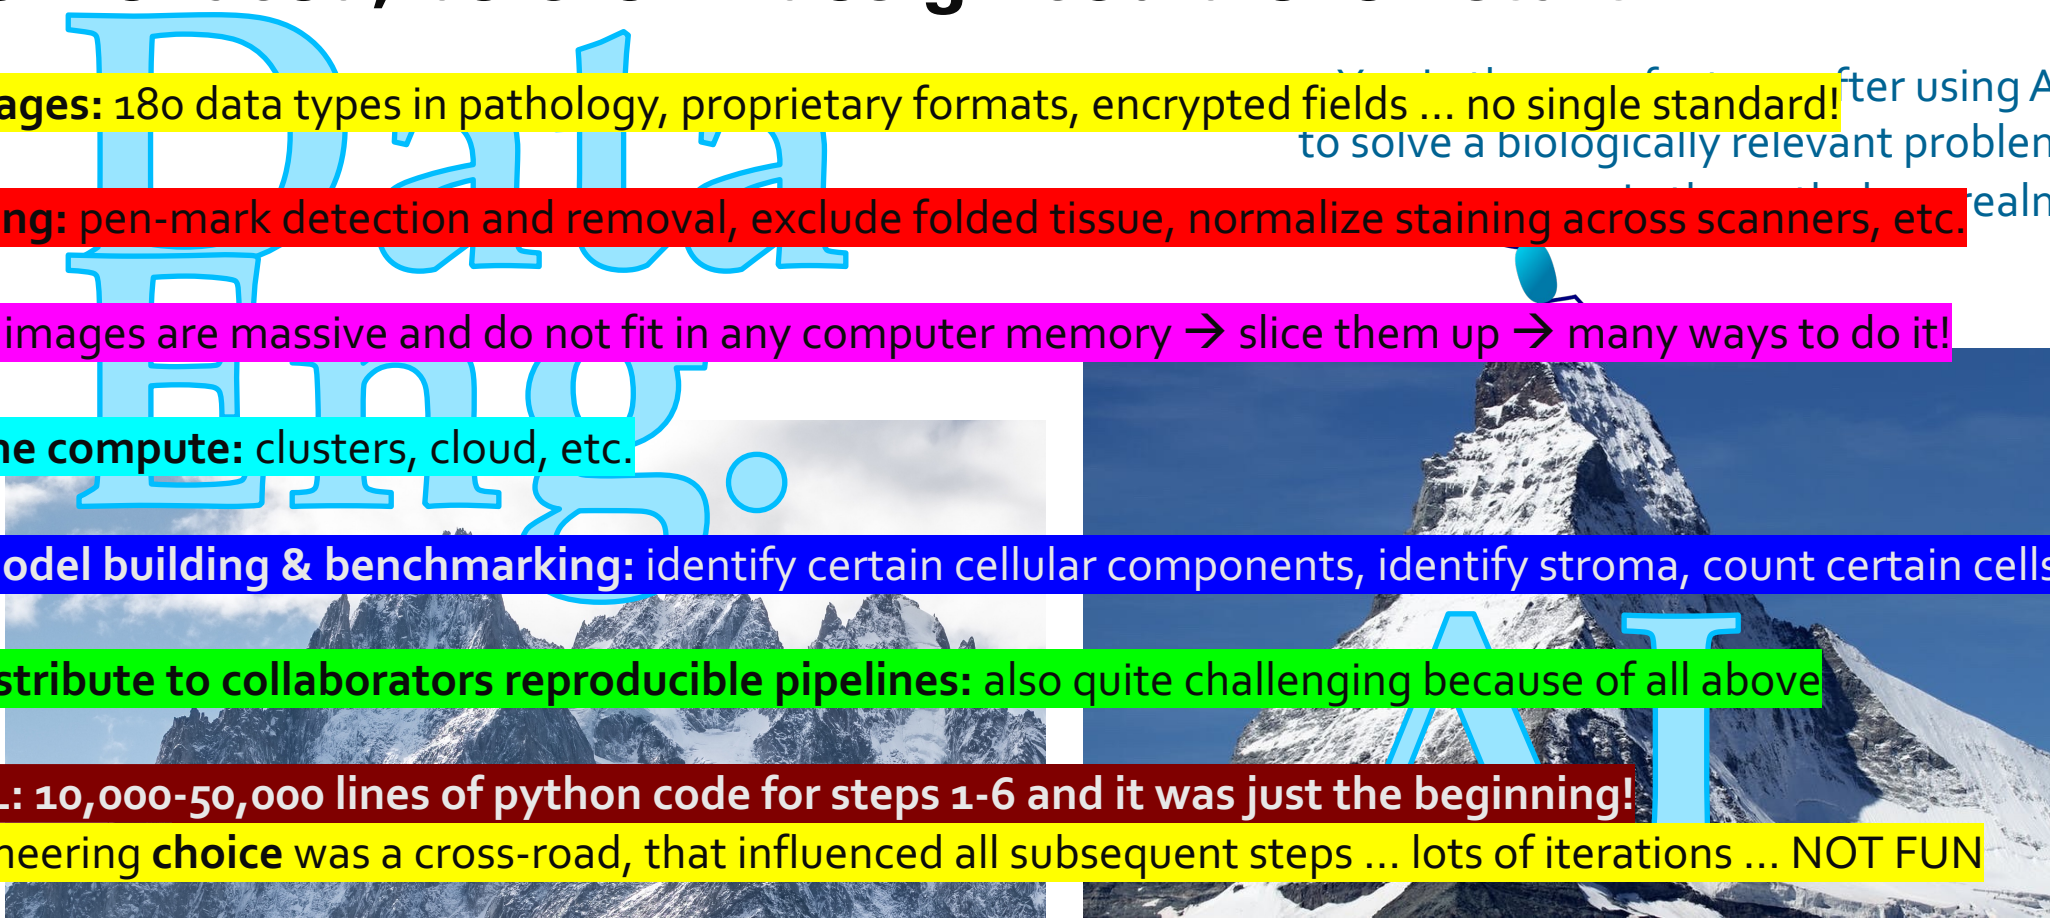 Data
ages: 180 data types in pathology, proprietary formats, encrypted fields ... no single standard!
fter using A
to solve a biologically relevant problem
ng: pen-mark detection and removal, exclude folded tissue, normalize staining across scanners, etc.
realm
Eng.
images are massive and do not fit in any computer memory → slice them up → many ways to do it!
ne compute: clusters, cloud, etc.
odel building & benchmarking: identify certain cellular components, identify stroma, count certain cells
AI
stribute to collaborators reproducible pipelines: also quite challenging because of all above
L: 10,000-50,000 lines of python code for steps 1-6 and it was just the beginning!
neering choice was a cross-road, that influenced all subsequent steps ... lots of iterations ... NOT FUN